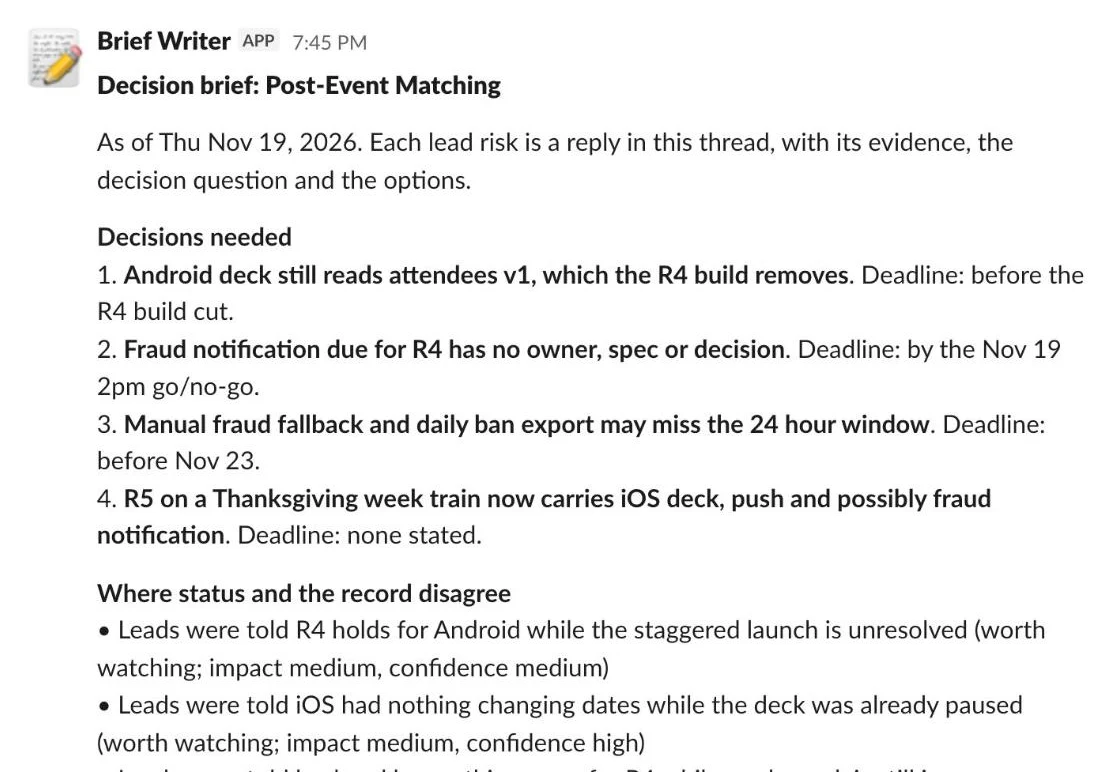 Brief Writer APP 7:45 PM
Decision brief: Post-Event Matching
As of Thu Nov 19, 2026. Each lead risk is a reply in this thread, with its evidence, the
decision question and the options.
Decisions needed
1. Android deck still reads attendees v1, which the R4 build removes. Deadline: before the
R4 build cut.
2. Fraud notification due for R4 has no owner, spec or decision. Deadline: by the Nov 19
2pm go/no-go.
3. Manual fraud fallback and daily ban export may miss the 24 hour window. Deadline:
before Nov 23.
4. R5 on a Thanksgiving week train now carries iOS deck, push and possibly fraud
notification. Deadline: none stated.
Where status and the record disagree
• Leads were told R4 holds for Android while the staggered launch is unresolved (worth
watching; impact medium, confidence medium)
• Leads were told iOS had nothing changing dates while the deck was already paused
(worth watching; impact medium, confidence high)